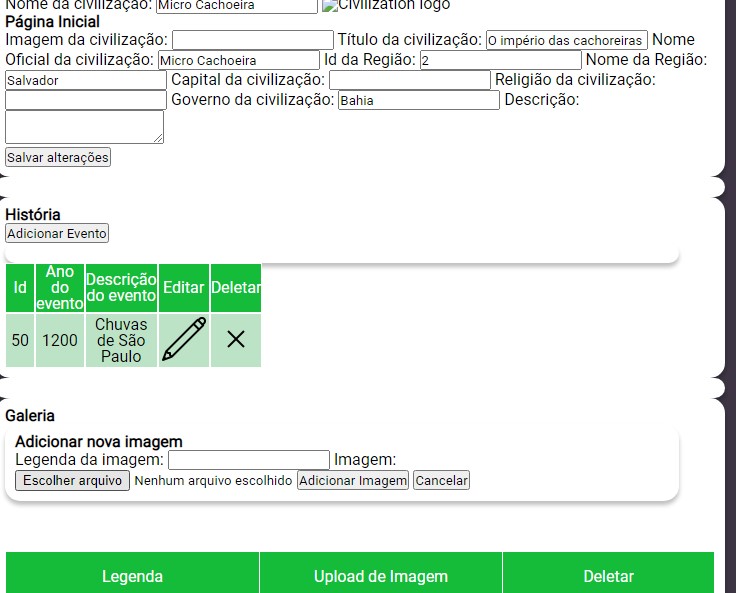 Nome da civilização: Micro Cachoeira Civilization logo
Página Inicial
Imagem da civilização: Título da civilização: O império das cachoreiras Nome
Oficial da civilização: Micro Cachoeira Id da Região: 2 Nome da Região:
Salvador Capital da civilização: Religião da civilização:
Governo da civilização: Bahia Descrição:
Salvar alterações
História
Adicionar Evento
Id Ano do evento Descrição do evento Editar Deletar
50 1200 Chuvas de São Paulo
Galeria
Adicionar nova imagem
Legenda da imagem: Imagem:
Escolher arquivo Nenhum arquivo escolhido Adicionar Imagem Cancelar
Legenda Upload de Imagem Deletar